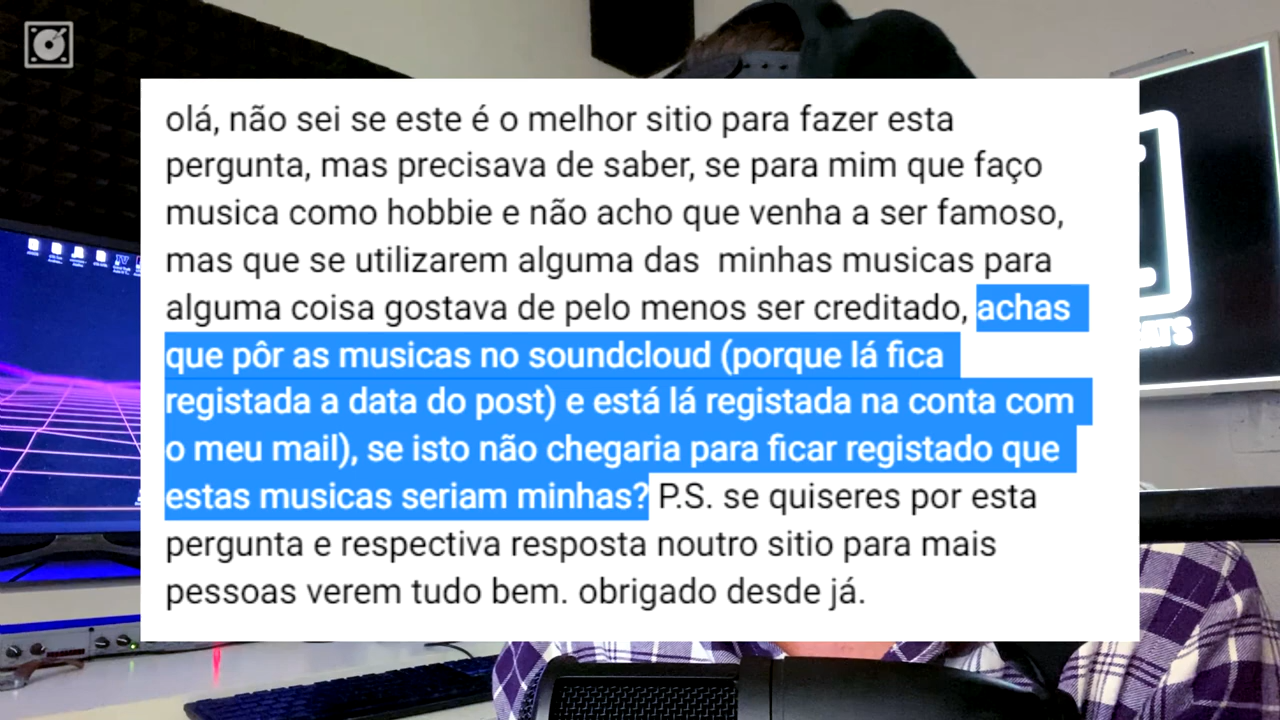 olá, não sei se este é o melhor sitio para fazer esta
pergunta, mas precisava de saber, se para mim que faço
musica como hobbie e não acho que venha a ser famoso,
mas que se utilizarem alguma das  minhas musicas para
alguma coisa gostava de pelo menos ser creditado, achas
que pôr as musicas no soundcloud (porque lá fica
registada a data do post) e está lá registada na conta com
o meu mail), se isto não chegaria para ficar registado que
estas musicas seriam minhas? P.S. se quiseres por esta
pergunta e respectiva resposta noutro sitio para mais
pessoas verem tudo bem. obrigado desde já.